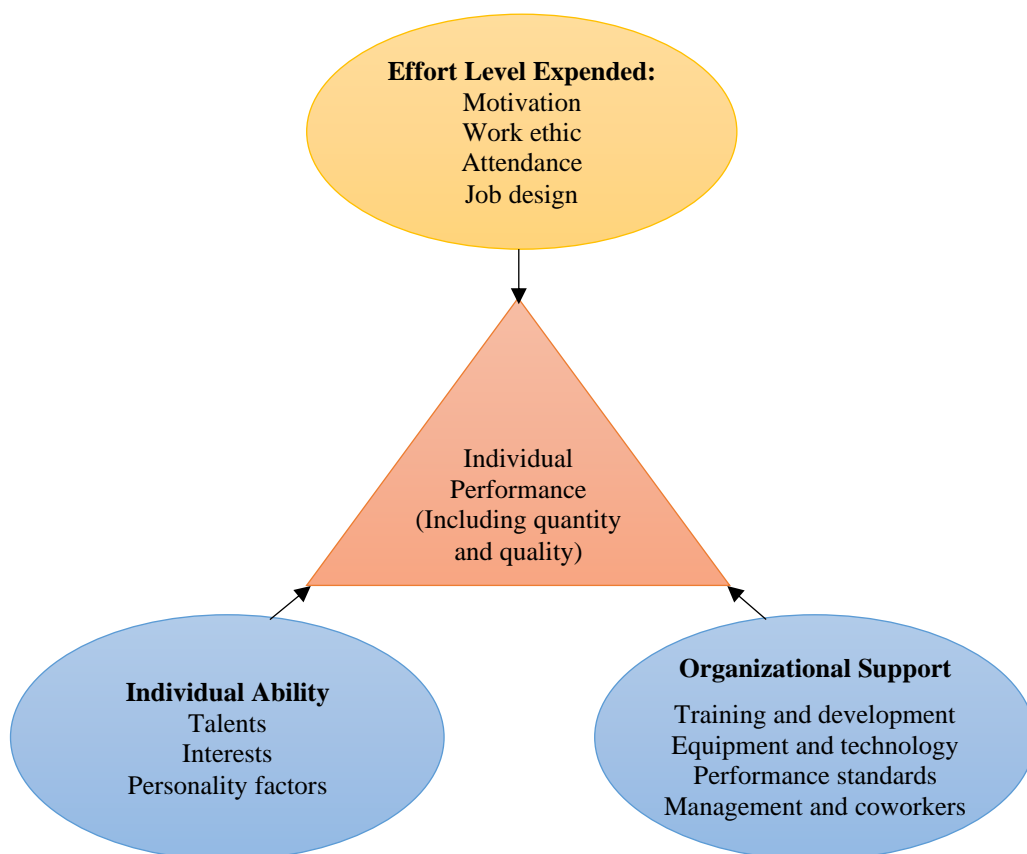 Effort Level Expended:
Motivation
Work ethic
Attendance
Job design
Individual
Performance
(Including quantity
and quality)
Individual Ability
Talents
Interests
Personality factors
Organizational Support
Training and development
Equipment and technology
Performance standards
Management and coworkers